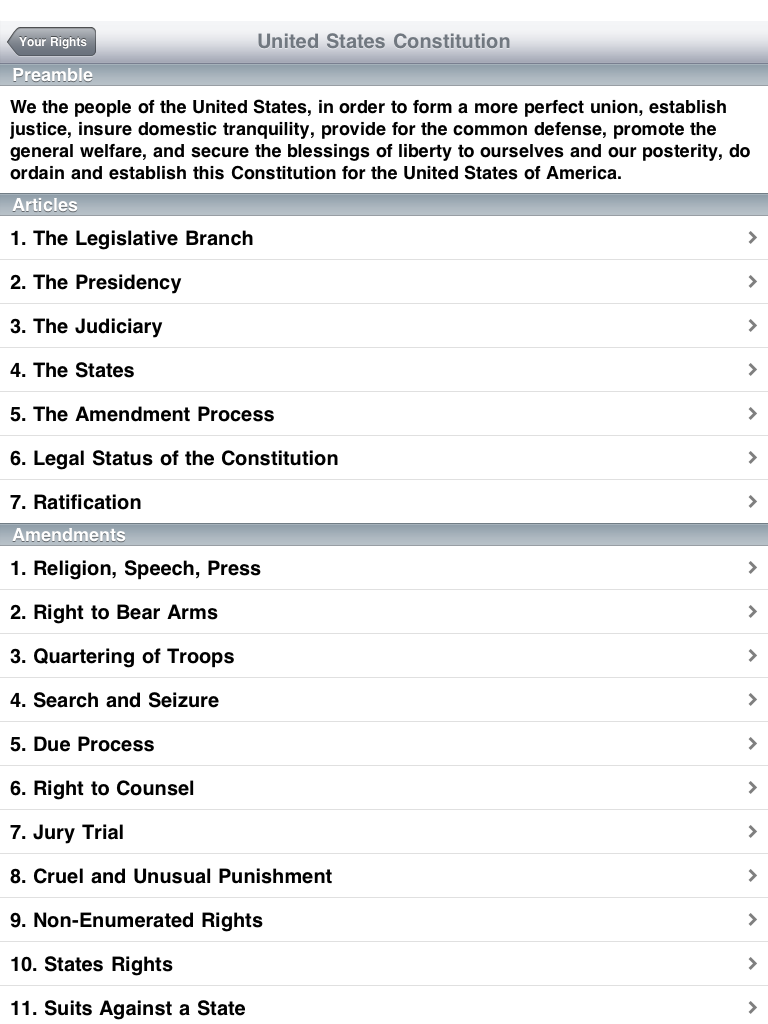 Your Rights
United States Constitution
Preamble
We the people of the United States, in order to form a more perfect union, establish
justice, insure domestic tranquility, provide for the common defense, promote the
general welfare, and secure the blessings of liberty to ourselves and our posterity, do
ordain and establish this Constitution for the United States of America.
Articles
1. The Legislative Branch
2. The Presidency
3. The Judiciary
4. The States
5. The Amendment Process
6. Legal Status of the Constitution
7. Ratification
Amendments
1. Religion, Speech, Press
2. Right to Bear Arms
3. Quartering of Troops
4. Search and Seizure
5. Due Process
6. Right to Counsel
7. Jury Trial
8. Cruel and Unusual Punishment
9. Non-Enumerated Rights
10. States Rights
11. Suits Against a State